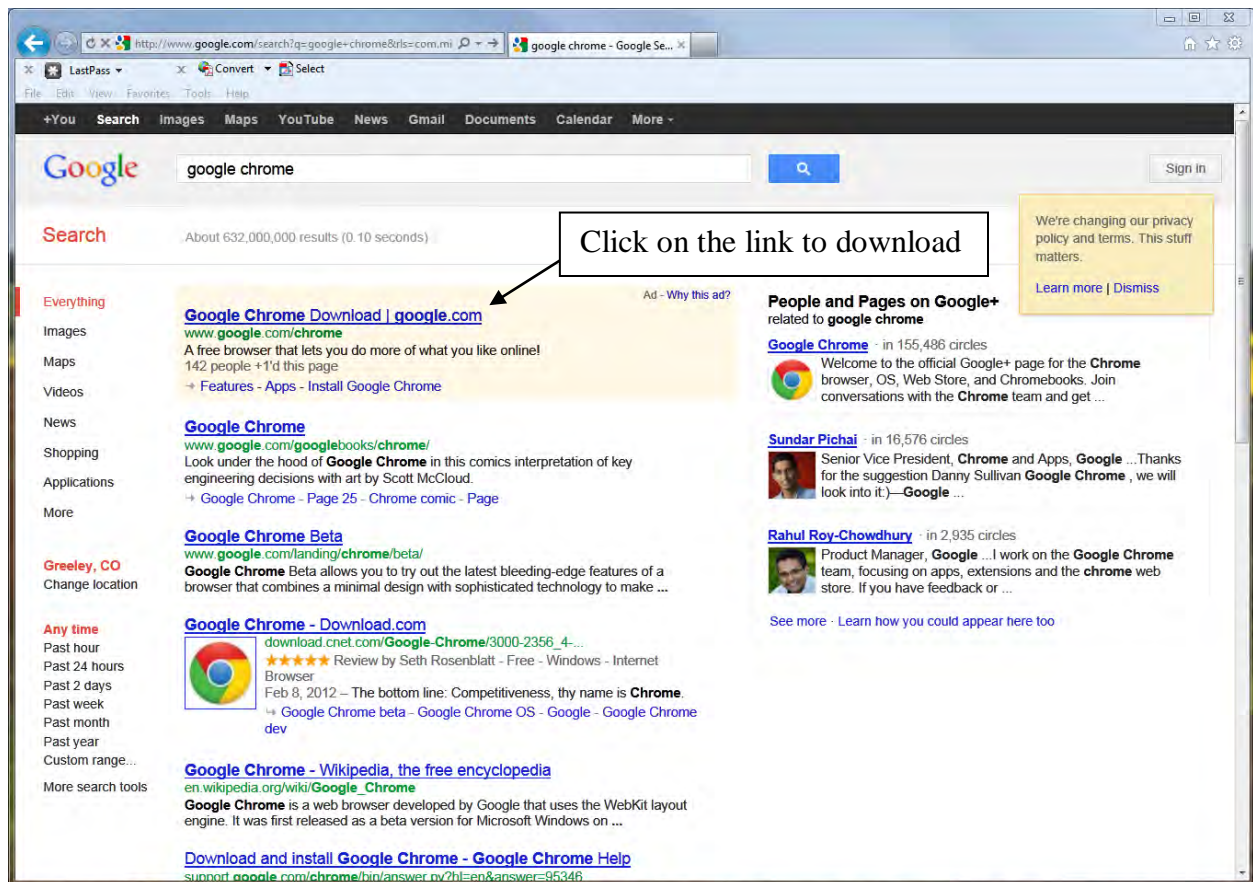 http://www.google.com/search?q=google+chrome&rls=com.mi
google chrome - Google Se...
LastPass
Convert
Select
File Edit View Favorites Tools Help
+You Search Images Maps YouTube News Gmail Documents Calendar More
Google
google chrome
Sign in
Search
About 632,000,000 results (0.10 seconds)
Click on the link to download
We're changing our privacy
policy and terms. This stuff
matters.
Learn more | Dismiss
Everything
Images
Maps
Videos
News
Shopping
Applications
More
Greeley, CO
Change location
Any time
Past hour
Past 24 hours
Past 2 days
Past week
Past month
Past year
Custom range...
More search tools
Ad - Why this ad?
Google Chrome Download | google.com
www.google.com/chrome
A free browser that lets you do more of what you like online!
142 people +1'd this page
Features - Apps - Install Google Chrome
Google Chrome
www.google.com/googlebooks/chrome/
Look under the hood of Google Chrome in this comics interpretation of key
engineering decisions with art by Scott McCloud.
Google Chrome - Page 25 - Chrome comic - Page
Google Chrome Beta
www.google.com/landing/chrome/beta/
Google Chrome Beta allows you to try out the latest bleeding-edge features of a
browser that combines a minimal design with sophisticated technology to make ...
Google Chrome - Download.com
download.cnet.com/Google-Chrome/3000-2356_4-...
Review by Seth Rosenblatt - Free - Windows - Internet
Browser
Feb 8, 2012 – The bottom line: Competitiveness, thy name is Chrome.
Google Chrome beta - Google Chrome OS - Google - Google Chrome
dev
Google Chrome - Wikipedia, the free encyclopedia
en.wikipedia.org/wiki/Google_Chrome
Google Chrome is a web browser developed by Google that uses the WebKit layout
engine. It was first released as a beta version for Microsoft Windows on ...
Download and install Google Chrome - Google Chrome Help
support.google.com/chrome/bin/answer.py?hl=en&answer=95346
People and Pages on Google+
related to google chrome
Google Chrome · in 155,486 circles
Welcome to the official Google+ page for the Chrome
browser, OS, Web Store, and Chromebooks. Join
conversations with the Chrome team and get ...
Sundar Pichai · in 16,576 circles
Senior Vice President, Chrome and Apps, Google ...Thanks
for the suggestion Danny Sullivan Google Chrome , we will
look into it:)—Google ...
Rahul Roy-Chowdhury · in 2,935 circles
Product Manager, Google ...I work on the Google Chrome
team, focusing on apps, extensions and the chrome web
store. If you have feedback or ...
See more · Learn how you could appear here too